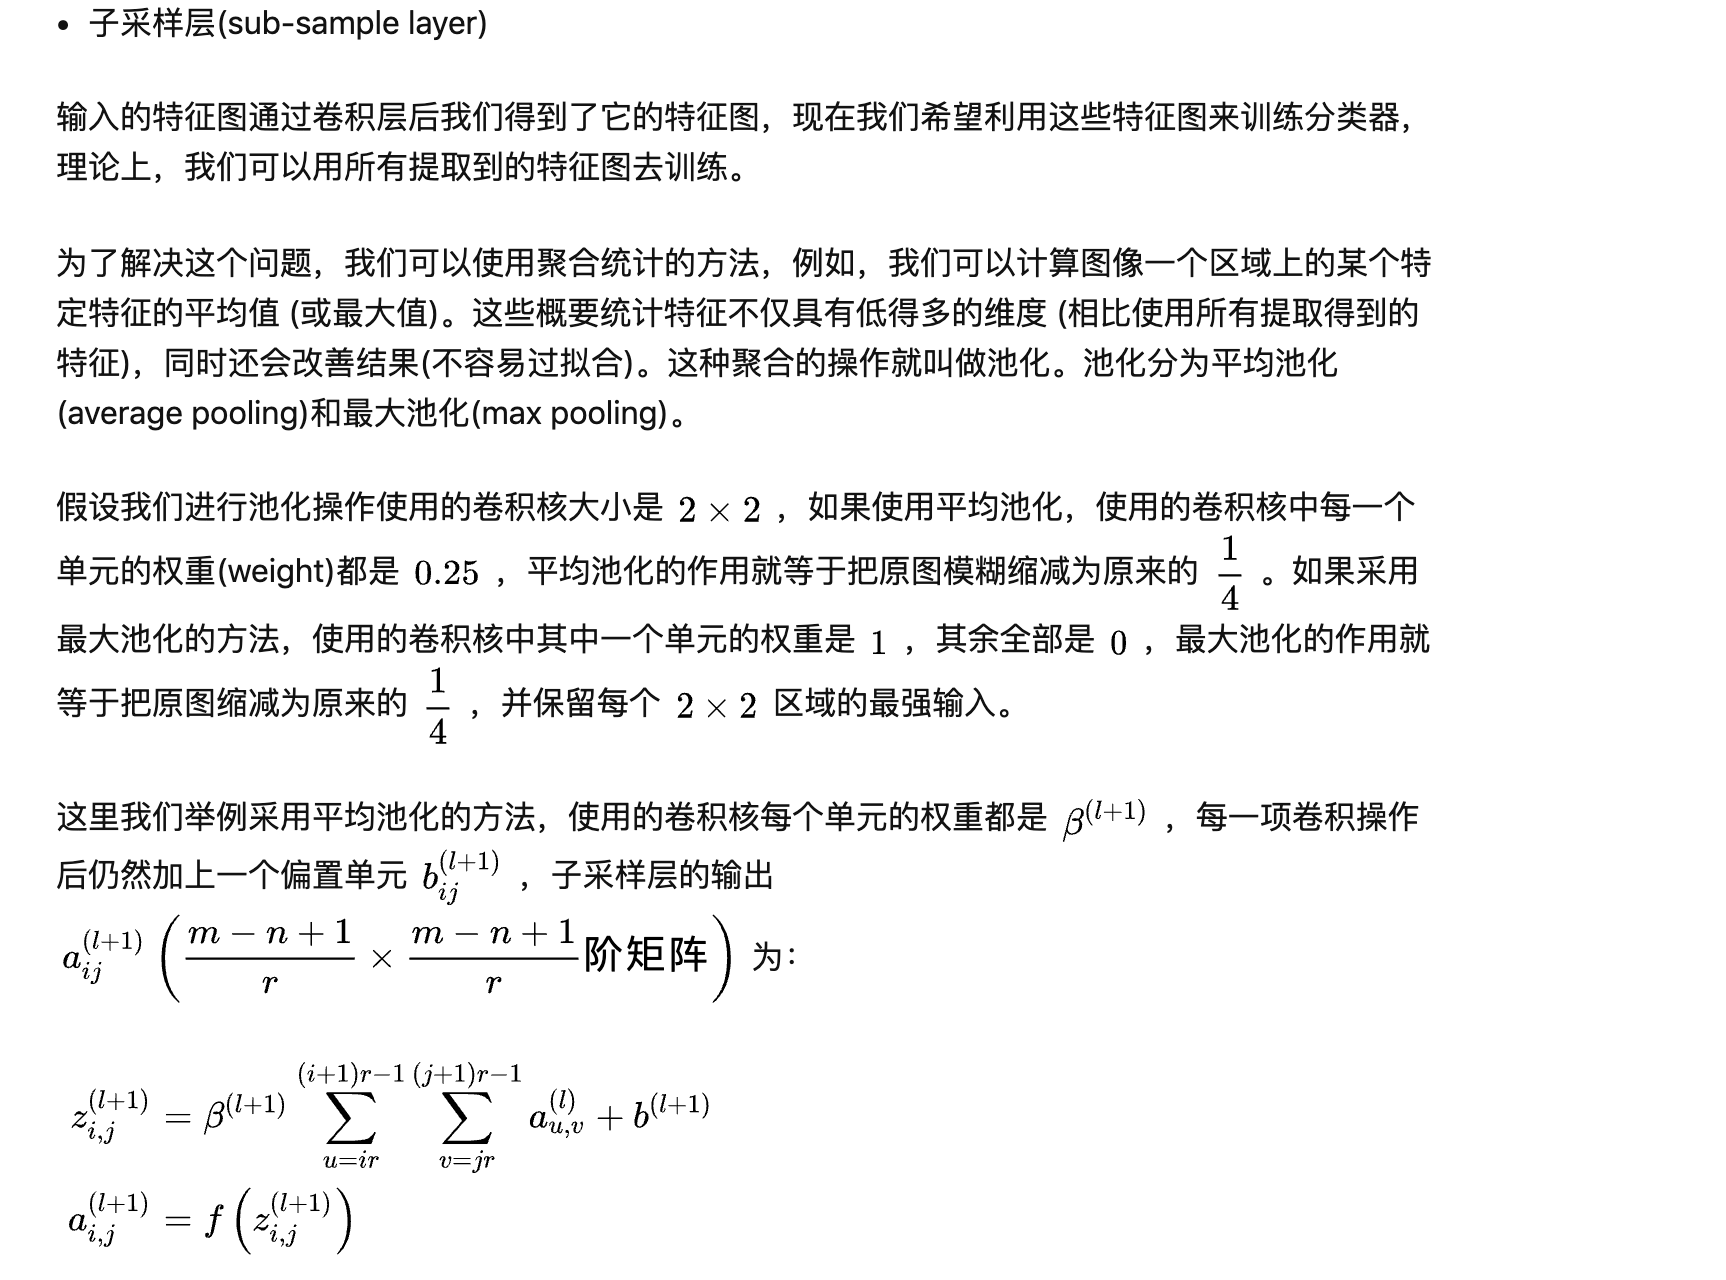 • 子采样层(sub-sample layer)
输入的特征图通过卷积层后我们得到了它的特征图，现在我们希望利用这些特征图来训练分类器，
理论上，我们可以用所有提取到的特征图去训练。
为了解决这个问题，我们可以使用聚合统计的方法，例如，我们可以计算图像一个区域上的某个特
定特征的平均值 (或最大值)。这些概要统计特征不仅具有低得多的维度 (相比使用所有提取得到的
特征)，同时还会改善结果(不容易过拟合)。这种聚合的操作就叫做池化。池化分为平均池化
(average pooling)和最大池化(max pooling)。
假设我们进行池化操作使用的卷积核大小是 $2 \times 2$ ，如果使用平均池化，使用的卷积核中每一个
单元的权重(weight)都是 $0.25$ ，平均池化的作用就等于把原图模糊缩减为原来的 $\frac{1}{4}$ 。如果采用
最大池化的方法，使用的卷积核中其中一个单元的权重是 $1$ ，其余全部是 $0$ ，最大池化的作用就
等于把原图缩减为原来的 $\frac{1}{4}$ ，并保留每个 $2 \times 2$ 区域的最强输入。
这里我们举例采用平均池化的方法，使用的卷积核每个单元的权重都是 $\beta^{(l+1)}$ ，每一项卷积操作
后仍然加上一个偏置单元 $b_{ij}^{(l+1)}$ ，子采样层的输出
$a_{ij}^{(l+1)} \left( \frac{m-n+1}{r} \times \frac{m-n+1}{r} 阶矩阵 \right)$ 为：
$z_{i,j}^{(l+1)} = \beta^{(l+1)} \sum_{u=ir}^{(i+1)r-1} \sum_{v=jr}^{(j+1)r-1} a_{u,v}^{(l)} + b^{(l+1)}$
$a_{i,j}^{(l+1)} = f \left( z_{i,j}^{(l+1)} \right)$